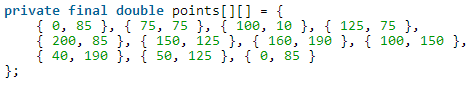 private final double points[][] = {
{ 0, 85 }, { 75, 75 }, { 100, 10 }, { 125, 75 },
{ 200, 85 }, { 150, 125 }, { 160, 190 }, { 100, 150 },
{ 40, 190 }, { 50, 125 }, { 0, 85 }
};